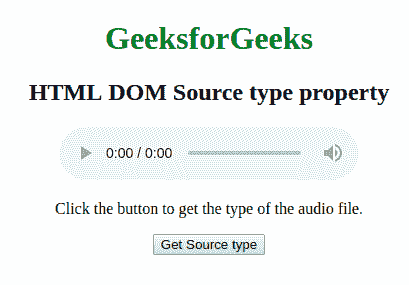 GeeksforGeeks
HTML DOM Source type property
0:00 / 0:00
Click the button to get the type of the audio file.
Get Source type